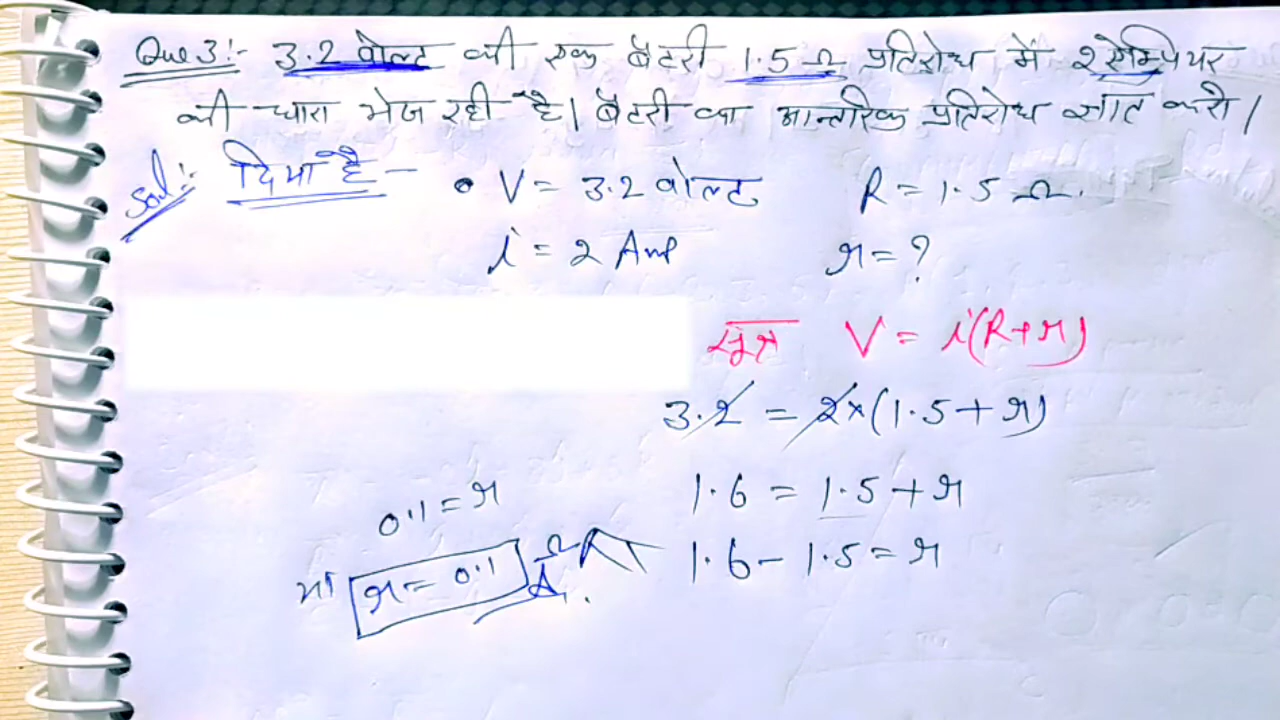 Que 3:- 3.2 वोल्ट की एक बैटरी 1.5 Ω प्रतिरोध में 2 ऐम्पियर
की धारा भेज रही है। बैटरी का आन्तरिक प्रतिरोध ज्ञात करो।
Sol:- दिया है - • V = 3.2 वोल्ट R = 1.5 Ω.
i = 2 Amp r = ?
सूत्र V = i(R+r)
3.2 = 2×(1.5+r)
1.6 = 1.5+r
1.6-1.5 = r
0.1 = r
या r = 0.1 Ω